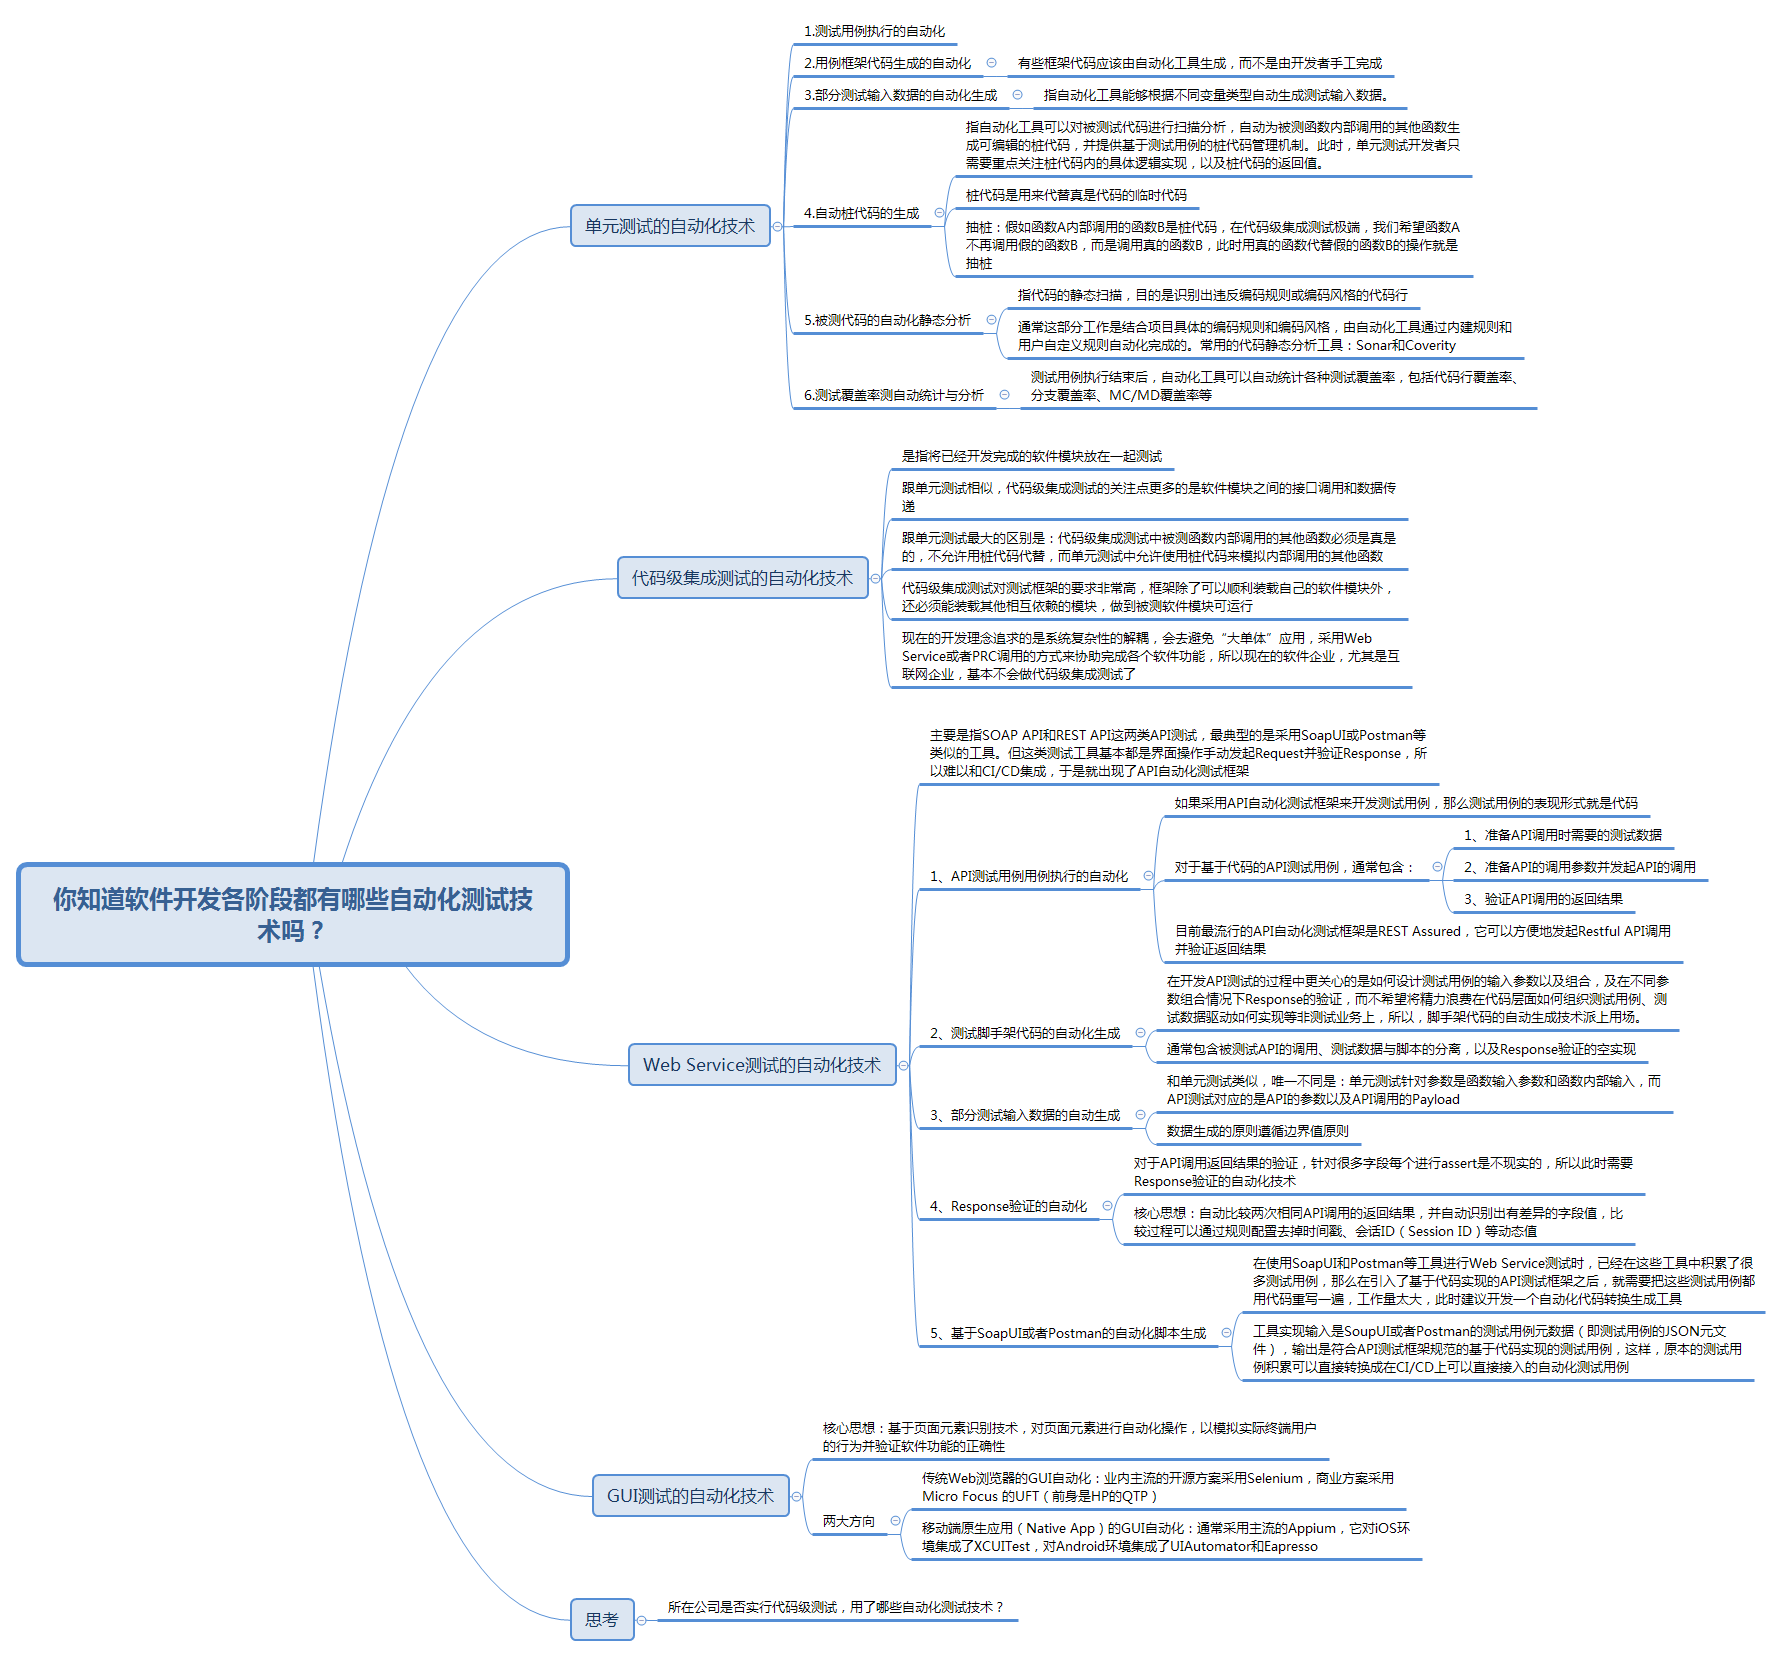 你知道软件开发各阶段都有哪些自动化测试技
术吗？
单元测试的自动化技术
1.测试用例执行的自动化
2.用例框架代码生成的自动化
有些框架代码应该由自动化工具生成，而不是由开发者手工完成
3.部分测试输入数据的自动化生成
指自动化工具能够根据不同变量类型自动生成测试输入数据。
4.自动桩代码的生成
指自动化工具可以对被测试代码进行扫描分析，自动为被测函数内部调用的其他函数生
成可编辑的桩代码，并提供基于测试用例的桩代码管理机制。此时，单元测试开发者只
需要重点关注桩代码内的具体逻辑实现，以及桩代码的返回值。
桩代码是用来代替真是代码的临时代码
抽桩：假如函数A内部调用的函数B是桩代码，在代码级集成测试极端，我们希望函数A
不再调用假的函数B，而是调用真的函数B，此时用真的函数代替假的函数B的操作就是
抽桩
5.被测代码的自动化静态分析
指代码的静态扫描，目的是识别出违反编码规则或编码风格的代码行
通常这部分工作是结合项目具体的编码规则和编码风格，由自动化工具通过内建规则和
用户自定义规则自动化完成的。常用的代码静态分析工具：Sonar和Coverity
6.测试覆盖率测自动统计与分析
测试用例执行结束后，自动化工具可以自动统计各种测试覆盖率，包括代码行覆盖率、
分支覆盖率、MC/MD覆盖率等
代码级集成测试的自动化技术
是指将已经开发完成的软件模块放在一起测试
跟单元测试相似，代码级集成测试的关注点更多的是软件模块之间的接口调用和数据传
递
跟单元测试最大的区别是：代码级集成测试中被测函数内部调用的其他函数必须是真是
的，不允许用桩代码代替，而单元测试中允许使用桩代码来模拟内部调用的其他函数
代码级集成测试对测试框架的要求非常高，框架除了可以顺利装载自己的软件模块外，
还必须能装载其他相互依赖的模块，做到被测软件模块可运行
现在的开发理念追求的是系统复杂性的解耦，会去避免“大单体”应用，采用Web
Service或者PRC调用的方式来协助完成各个软件功能，所以现在的软件企业，尤其是互
联网企业，基本不会做代码级集成测试了
Web Service测试的自动化技术
主要是指SOAP API和REST API这两类API测试，最典型的是采用SoapUI或Postman等
类似的工具。但这类测试工具基本都是界面操作手动发起Request并验证Response，所
以难以和CI/CD集成，于是就出现了API自动化测试框架
1、API测试用例用例执行的自动化
如果采用API自动化测试框架来开发测试用例，那么测试用例的表现形式就是代码
对于基于代码的API测试用例，通常包含：
1、准备API调用时需要的测试数据
2、准备API的调用参数并发起API的调用
3、验证API调用的返回结果
目前最流行的API自动化测试框架是REST Assured，它可以方便地发起Restful API调用
并验证返回结果
2、测试脚手架代码的自动化生成
在开发API测试的过程中更关心的是如何设计测试用例的输入参数以及组合，及在不同参
数组合情况下Response的验证，而不希望将精力浪费在代码层面如何组织测试用例、测
试数据驱动如何实现等非测试业务上，所以，脚手架代码的自动生成技术派上用场。
通常包含被测试API的调用、测试数据与脚本的分离，以及Response验证的空实现
3、部分测试输入数据的自动生成
和单元测试类似，唯一不同是：单元测试针对参数是函数输入参数和函数内部输入，而
API测试对应的是API的参数以及API调用的Payload
数据生成的原则遵循边界值原则
4、Response验证的自动化
对于API调用返回结果的验证，针对很多字段每个进行assert是不现实的，所以此时需要
Response验证的自动化技术
核心思想：自动比较两次相同API调用的返回结果，并自动识别出有差异的字段值，比
较过程可以通过规则配置去掉时间戳、会话ID（Session ID）等动态值
5、基于SoapUI或者Postman的自动化脚本生成
在使用SoapUI和Postman等工具进行Web Service测试时，已经在这些工具中积累了很
多测试用例，那么在引入了基于代码实现的API测试框架之后，就需要把这些测试用例都
用代码重写一遍，工作量太大，此时建议开发一个自动化代码转换生成工具
工具实现输入是SoupUI或者Postman的测试用例元数据（即测试用例的JSON元文
件），输出是符合API测试框架规范的基于代码实现的测试用例，这样，原本的测试用
例积累可以直接转换成在CI/CD上可以直接接入的自动化测试用例
GUI测试的自动化技术
核心思想：基于页面元素识别技术，对页面元素进行自动化操作，以模拟实际终端用户
的行为并验证软件功能的正确性
两大方向
传统Web浏览器的GUI自动化：业内主流的开源方案采用Selenium，商业方案采用
Micro Focus 的UFT（前身是HP的QTP）
移动端原生应用（Native App）的GUI自动化：通常采用主流的Appium，它对iOS环
境集成了XCUITest，对Android环境集成了UIAutomator和Eapresso
思考
所在公司是否实行代码级测试，用了哪些自动化测试技术？